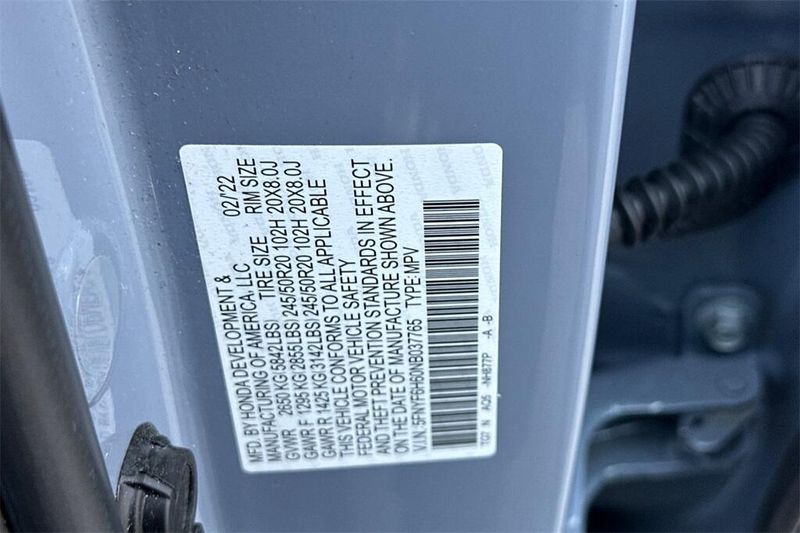 MFD. BY HONDA DEVELOPMENT & 02/22
MANUFACTURING OF AMERICA, LLC
TIRE SIZE RIM SIZE
GVWR 2650 KG(5842LBS)
GAWR F 1295 KG(2855LBS) 245/50R20 102H 20X8.0J
GAWR R 1425 KG(3142LBS) 245/50R20 102H 20X8.0J
THIS VEHICLE CONFORMS TO ALL APPLICABLE
FEDERAL MOTOR VEHICLE SAFETY
AND THEFT PREVENTION STANDARDS IN EFFECT
ON THE DATE OF MANUFACTURE SHOWN ABOVE.
V.I.N.:5FNYF6H60NB037765 TYPE:MPV
TG7 N AQ5 -NH877P -A -B